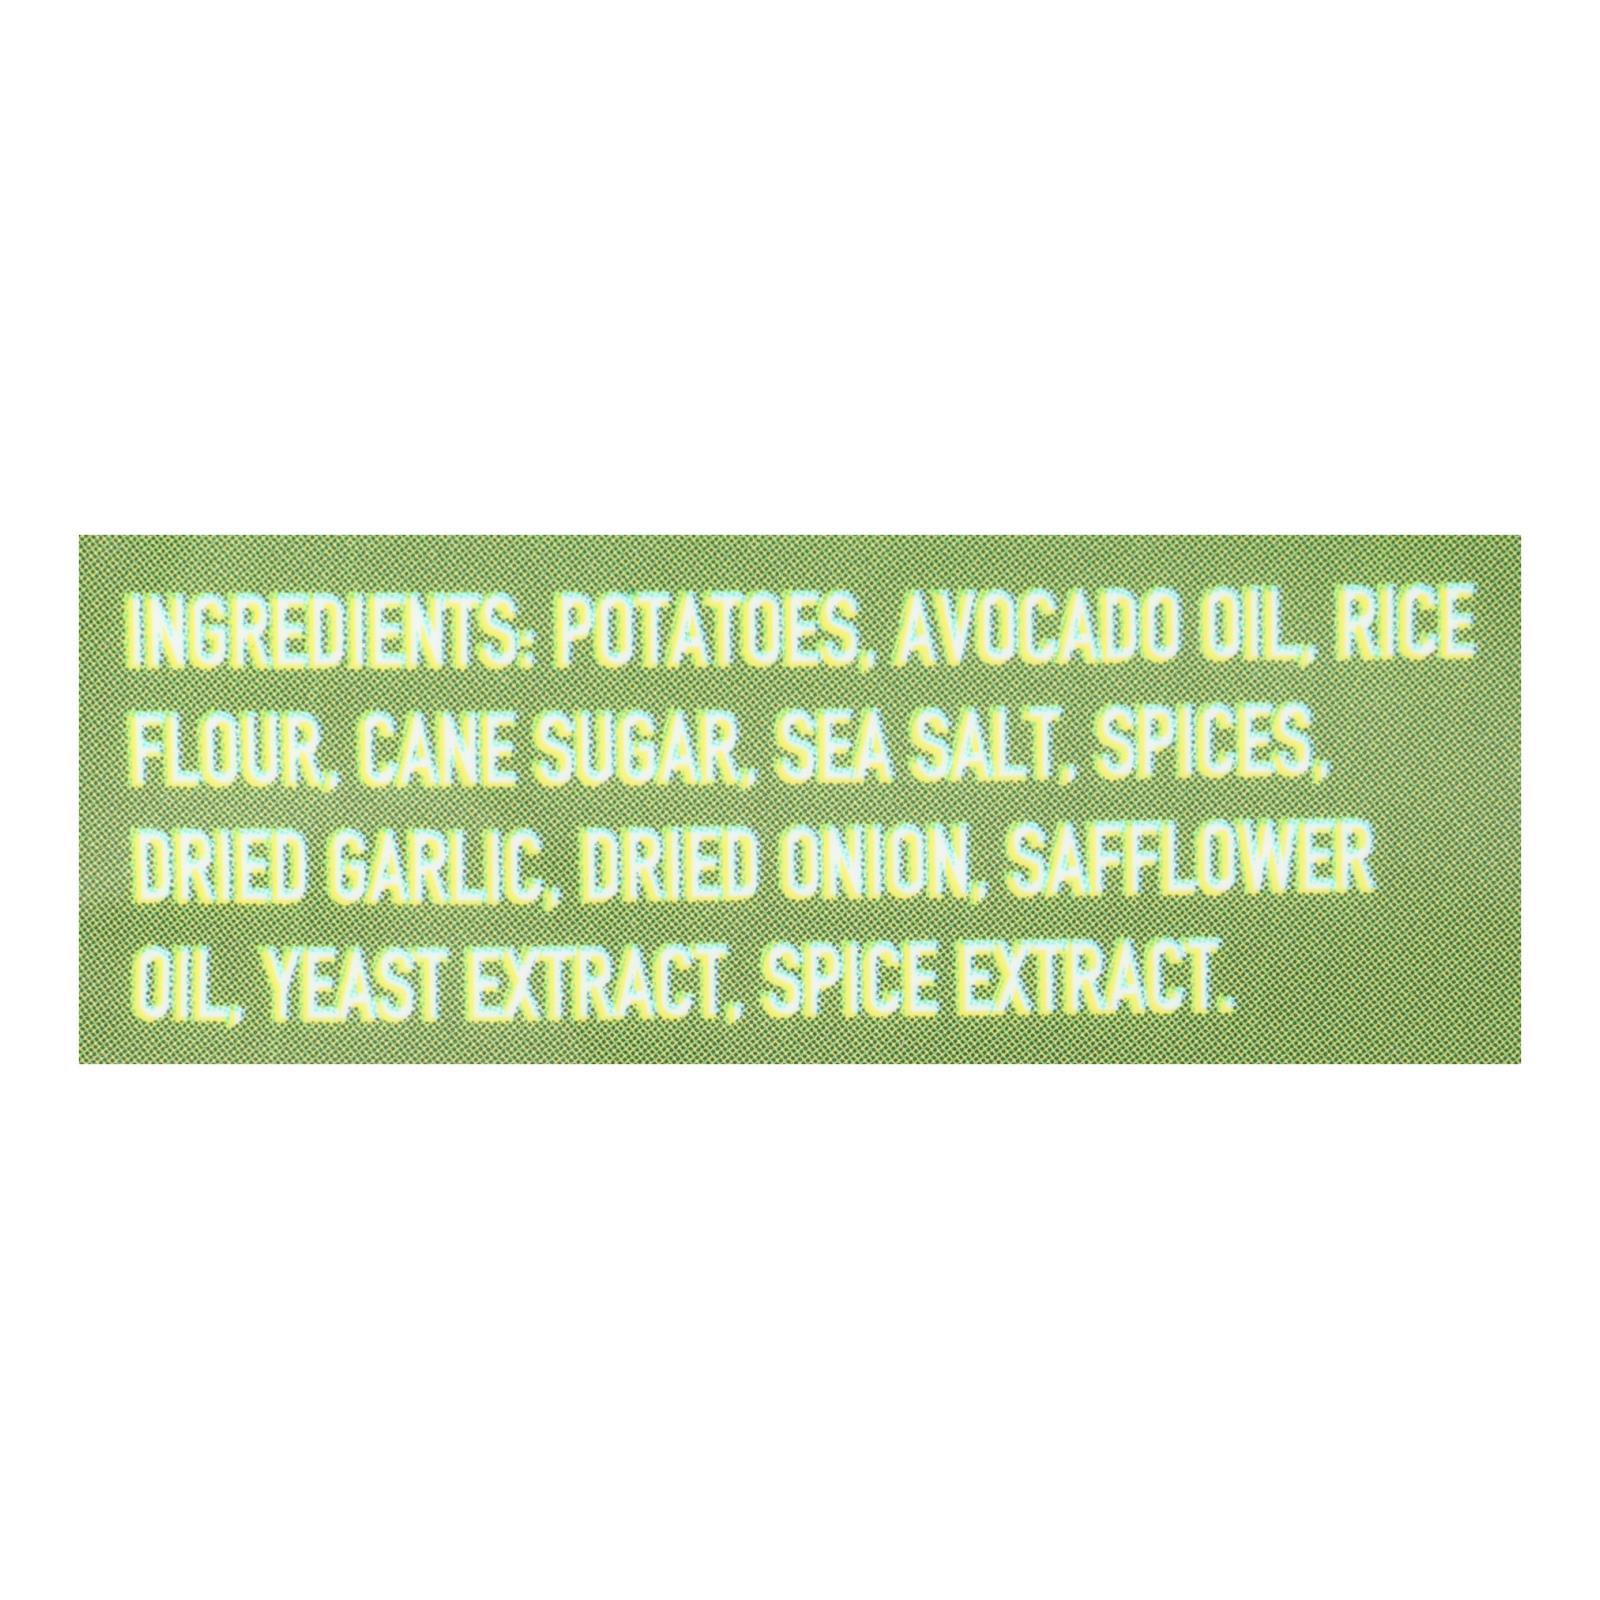 INGREDIENTS: POTATOES, AVOCADO OIL, RICE
FLOUR, CANE SUGAR, SEA SALT, SPICES,
DRIED GARLIC, DRIED ONION, SAFFLOWER
OIL, YEAST EXTRACT, SPICE EXTRACT.